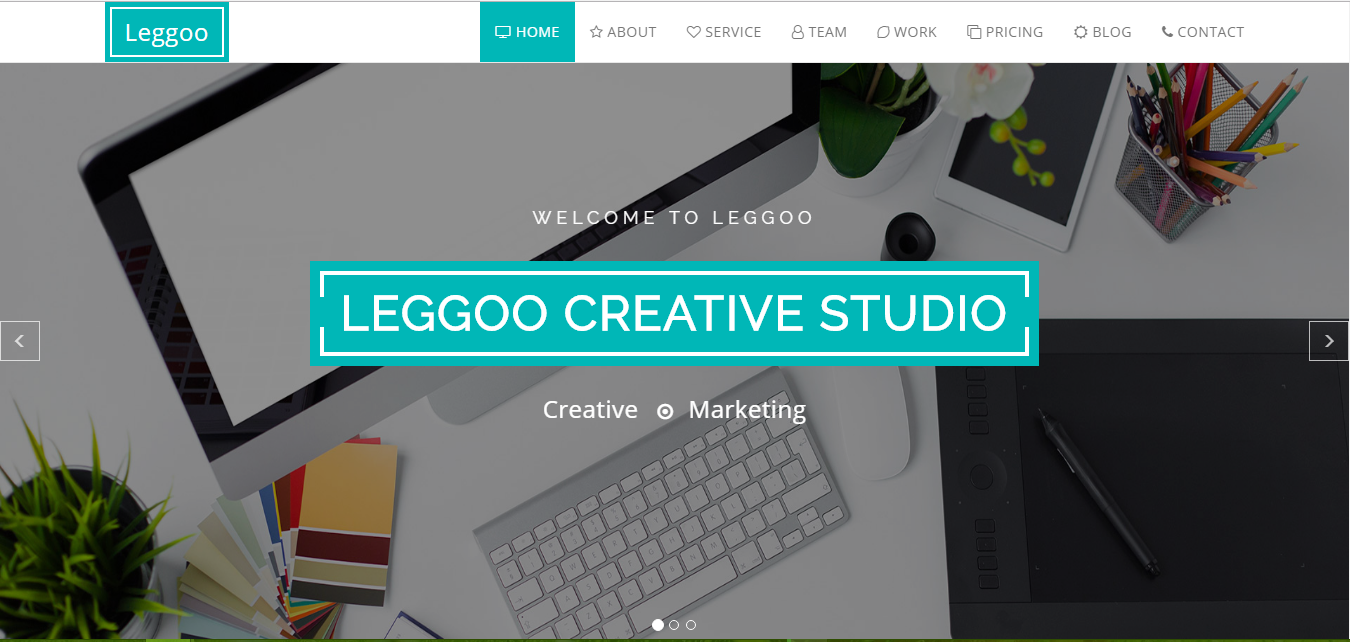 Leggoo
HOME ABOUT SERVICE TEAM WORK PRICING BLOG CONTACT
WELCOME TO LEGGOO
LEGGOO CREATIVE STUDIO
Creative Marketing